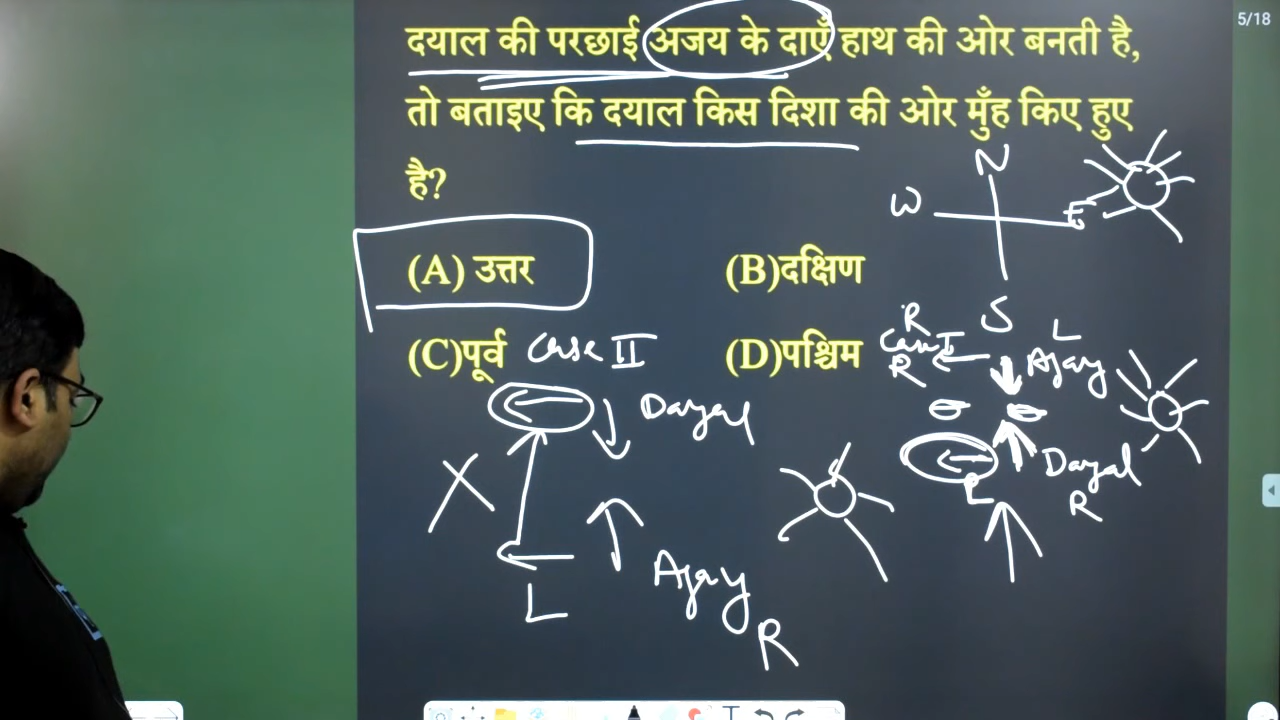 5/18
दयाल की परछाई अजय के दाएँ हाथ की ओर बनती है,
तो बताइए कि दयाल किस दिशा की ओर मुँह किए हुए
है?
N
W E
(A) उत्तर (B)दक्षिण
S
(C)पूर्व Case II (D)पश्चिम
R L
Case I
R Ajay
Dayal
Dayal
L R
Ajay
L
R